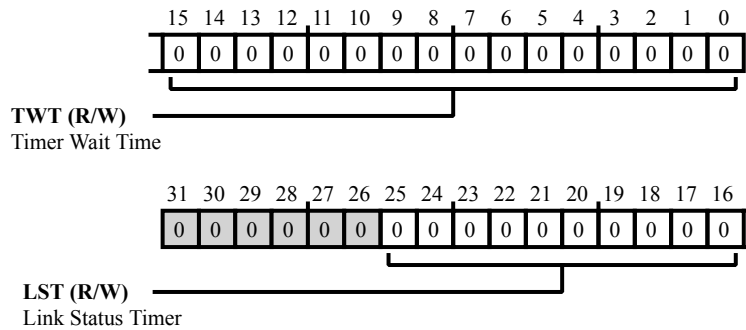 15 14 13 12 11 10 9 8 7 6 5 4 3 2 1 0
0 0 0 0 0 0 0 0 0 0 0 0 0 0 0 0
TWT (R/W)
Timer Wait Time
31 30 29 28 27 26 25 24 23 22 21 20 19 18 17 16
0 0 0 0 0 0 0 0 0 0 0 0 0 0 0 0
LST (R/W)
Link Status Timer